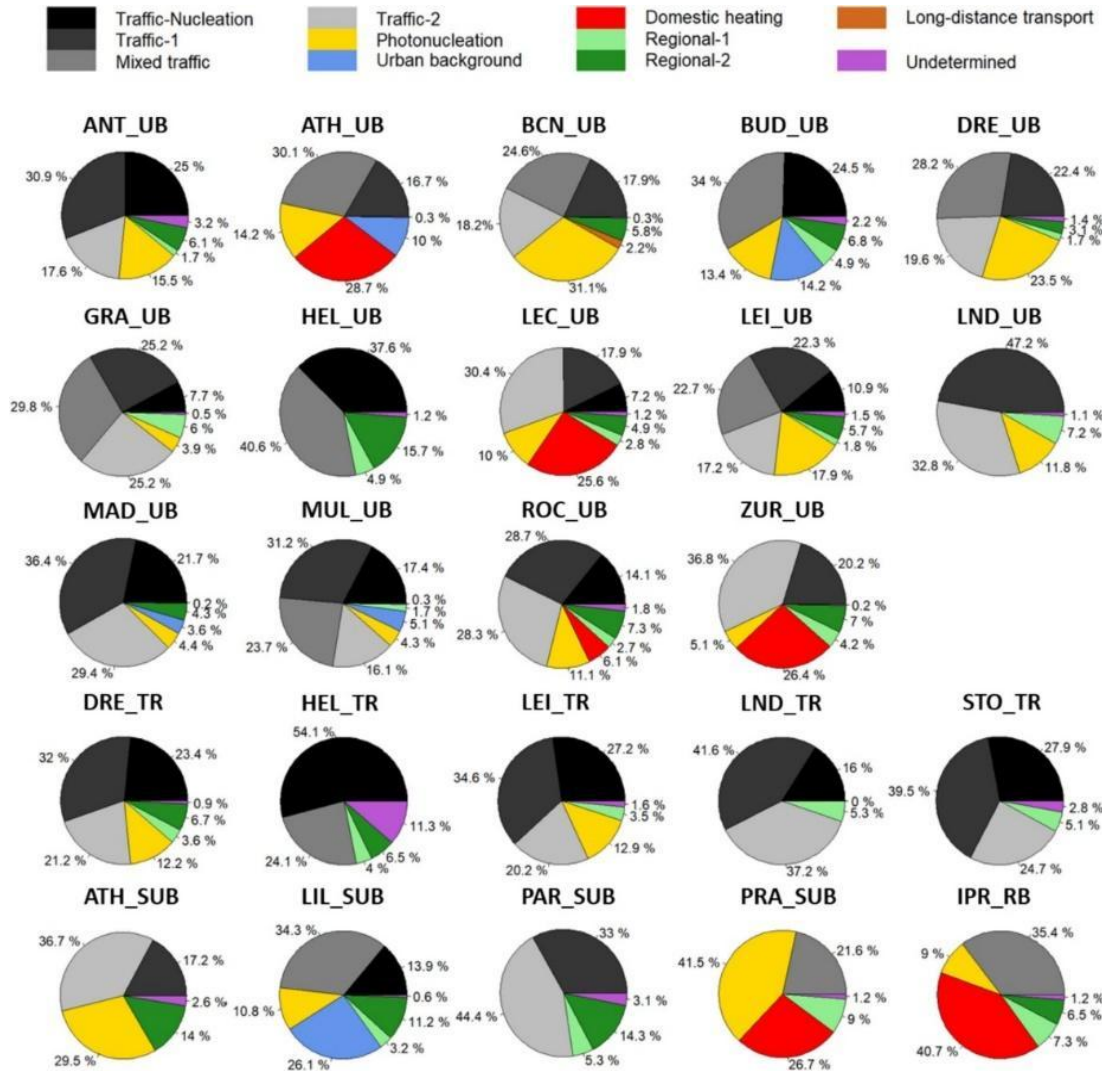 Traffic-Nucleation Traffic-2 Domestic heating Long-distance transport
Traffic-1 Photonucleation Regional-1
Mixed traffic Urban background Regional-2 Undetermined
ANT_UB ATH_UB BCN_UB BUD_UB DRE_UB
30.9 % 25 % 3.2 % 6.1 % 1.7 % 15.5 % 17.6 %
30.1 % 16.7 % 0.3 % 10 % 28.7 % 14.2 %
24.6% 17.9% 0.3% 5.8% 2.2% 31.1% 18.2%
34 % 24.5 % 2.2 % 6.8 % 4.9 % 14.2 % 13.4 %
28.2 % 22.4 % 1.4 % 3.1 % 1.7 % 23.5 % 19.6 %
GRA_UB HEL_UB LEC_UB LEI_UB LND_UB
25.2 % 7.7 % 0.5 % 6 % 3.9 % 25.2 % 29.8 %
37.6 % 1.2 % 15.7 % 4.9 % 40.6 %
30.4 % 17.9 % 7.2 % 1.2 % 4.9 % 2.8 % 25.6 % 10 %
22.3 % 10.9 % 1.5 % 5.7 % 1.8 % 17.9 % 17.2 % 22.7 %
47.2 % 1.1 % 7.2 % 11.8 % 32.8 %
MAD_UB MUL_UB ROC_UB ZUR_UB
36.4 % 21.7 % 0.2 % 4.3 % 3.6 % 4.4 % 29.4 %
31.2 % 17.4 % 0.3 % 1.7 % 5.1 % 4.3 % 16.1 % 23.7 %
28.7 % 14.1 % 1.8 % 7.3 % 2.7 % 6.1 % 11.1 % 28.3 %
36.8 % 20.2 % 0.2 % 7 % 4.2 % 26.4 % 5.1 %
DRE_TR HEL_TR LEI_TR LND_TR STO_TR
32 % 23.4 % 0.9 % 6.7 % 3.6 % 12.2 % 21.2 %
54.1 % 11.3 % 6.5 % 4 % 24.1 %
34.6 % 27.2 % 1.6 % 3.5 % 12.9 % 20.2 %
41.6 % 16 % 0 % 5.3 % 37.2 %
39.5 % 27.9 % 2.8 % 5.1 % 24.7 %
ATH_SUB LIL_SUB PAR_SUB PRA_SUB IPR_RB
36.7 % 17.2 % 2.6 % 14 % 29.5 %
34.3 % 13.9 % 0.6 % 11.2 % 3.2 % 26.1 % 10.8 %
33 % 3.1 % 14.3 % 5.3 % 44.4 %
41.5 % 21.6 % 1.2 % 9 % 26.7 %
9 % 35.4 % 1.2 % 6.5 % 7.3 % 40.7 %